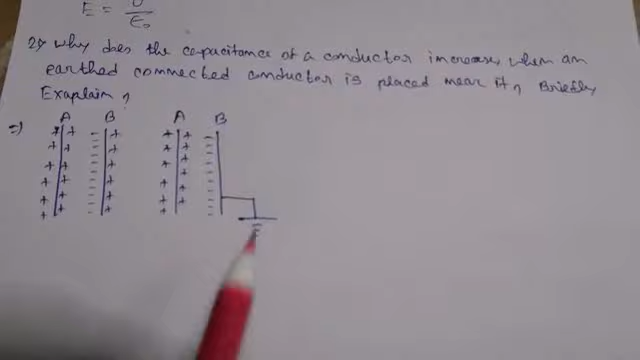 E = σ/ε₀
2) Why does the capacitance of a conductor increase, when an
earthed connected conductor is placed near it, Briefly
Exaplain,
=) A B A B
E